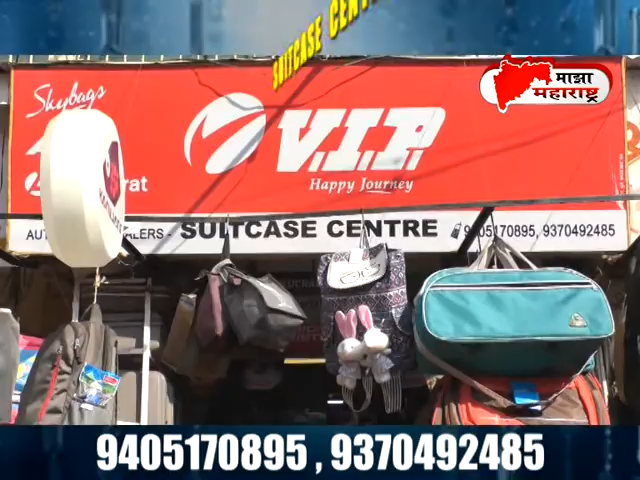 SUITCASE CENTRE
माझा
महाराष्ट्र
Skybags
V.I.P.
Happy Journey
SUITCASE CENTRE 9405170895, 9370492485
9405170895 , 9370492485